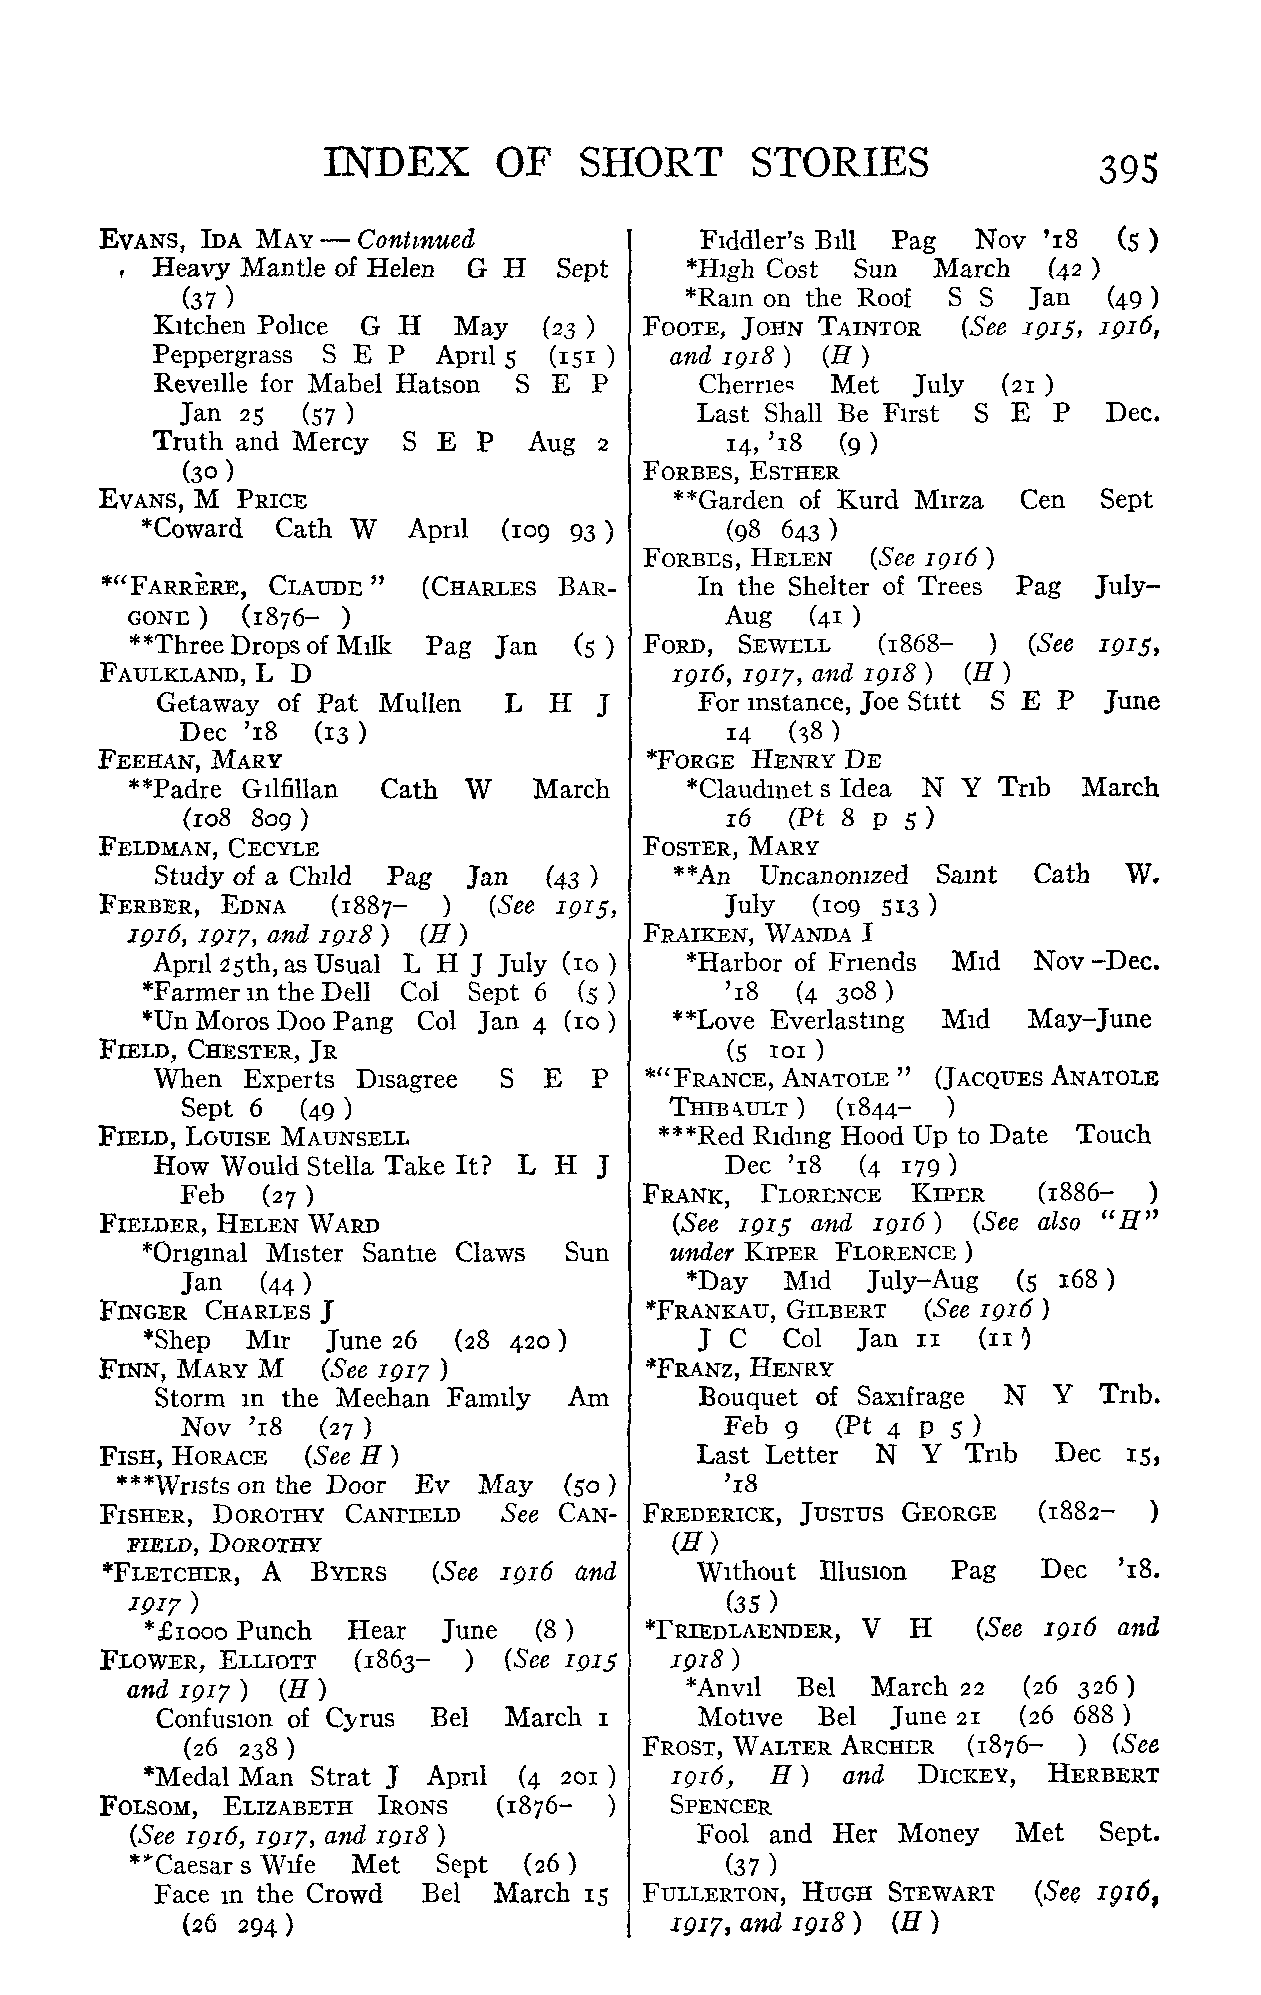 INDEX OF SHORT STORIES 395
EVANS, IDA MAY — Continued
Heavy Mantle of Helen G H Sept
(37)
Kitchen Police G H May (23)
Peppergrass S E P April 5 (151)
Reveille for Mabel Hatson S E P
Jan 25 (57)
Truth and Mercy S E P Aug 2
(30)
EVANS, M PRICE
*Coward Cath W April (109 93)
*"FARRÈRE, CLAUDE" (CHARLES BAR-
GONE) (1876– )
**Three Drops of Milk Pag Jan (5)
FAULKLAND, L D
Getaway of Pat Mullen L H J
Dec '18 (13)
FEEHAN, MARY
**Padre Gilfillan Cath W March
(108 809)
FELDMAN, CECYLE
Study of a Child Pag Jan (43)
FERBER, EDNA (1887– ) (See 1915,
1916, 1917, and 1918) (H)
April 25th, as Usual L H J July (10)
*Farmer in the Dell Col Sept 6 (5)
*Un Moros Doo Pang Col Jan 4 (10)
FIELD, CHESTER, JR
When Experts Disagree S E P
Sept 6 (49)
FIELD, LOUISE MAUNSELL
How Would Stella Take It? L H J
Feb (27)
FIELDER, HELEN WARD
*Original Mister Santie Claws Sun
Jan (44)
FINGER CHARLES J
*Shep Mir June 26 (28 420)
FINN, MARY M (See 1917)
Storm in the Meehan Family Am
Nov '18 (27)
FISH, HORACE (See H)
***Wrists on the Door Ev May (50)
FISHER, DOROTHY CANFIELD See CAN-
FIELD, DOROTHY
*FLETCHER, A BYERS (See 1916 and
1917)
*£1000 Punch Hear June (8)
FLOWER, ELLIOTT (1863– ) (See 1915
and 1917) (H)
Confusion of Cyrus Bel March 1
(26 238)
*Medal Man Strat J April (4 201)
FOLSOM, ELIZABETH IRONS (1876– )
(See 1916, 1917, and 1918)
**Caesar s Wife Met Sept (26)
Face in the Crowd Bel March 15
(26 294)
Fiddler's Bill Pag Nov '18 (5)
*High Cost Sun March (42)
*Rain on the Roof S S Jan (49)
FOOTE, JOHN TAINTOR (See 1915, 1916,
and 1918) (H)
Cherries Met July (21)
Last Shall Be First S E P Dec.
14, '18 (9)
FORBES, ESTHER
**Garden of Kurd Mirza Cen Sept
(98 643)
FORBES, HELEN (See 1916)
In the Shelter of Trees Pag July–
Aug (41)
FORD, SEWELL (1868– ) (See 1915,
1916, 1917, and 1918) (H)
For instance, Joe Stitt S E P June
14 (38)
*FORGE HENRY DE
*Claudinet s Idea N Y Trib March
16 (Pt 8 p 5)
FOSTER, MARY
**An Uncanonized Saint Cath W.
July (109 513)
FRAIKEN, WANDA I
*Harbor of Friends Mid Nov–Dec.
'18 (4 308)
**Love Everlasting Mid May–June
(5 101)
*"FRANCE, ANATOLE" (JACQUES ANATOLE
THIBAULT) (1844– )
***Red Riding Hood Up to Date Touch
Dec '18 (4 179)
FRANK, FLORENCE KIPER (1886– )
(See 1915 and 1916) (See also "H"
under KIPER FLORENCE)
*Day Mid July–Aug (5 168)
*FRANKAU, GILBERT (See 1916)
J C Col Jan 11 (11)
*FRANZ, HENRY
Bouquet of Saxifrage N Y Trib.
Feb 9 (Pt 4 p 5)
Last Letter N Y Trib Dec 15,
'18
FREDERICK, JUSTUS GEORGE (1882– )
(H)
Without Illusion Pag Dec '18.
(35)
*FRIEDLAENDER, V H (See 1916 and
1918)
*Anvil Bel March 22 (26 326)
Motive Bel June 21 (26 688)
FROST, WALTER ARCHER (1876– ) (See
1916, H) and DICKEY, HERBERT
SPENCER
Fool and Her Money Met Sept.
(37)
FULLERTON, HUGH STEWART (See 1916,
1917, and 1918) (H)